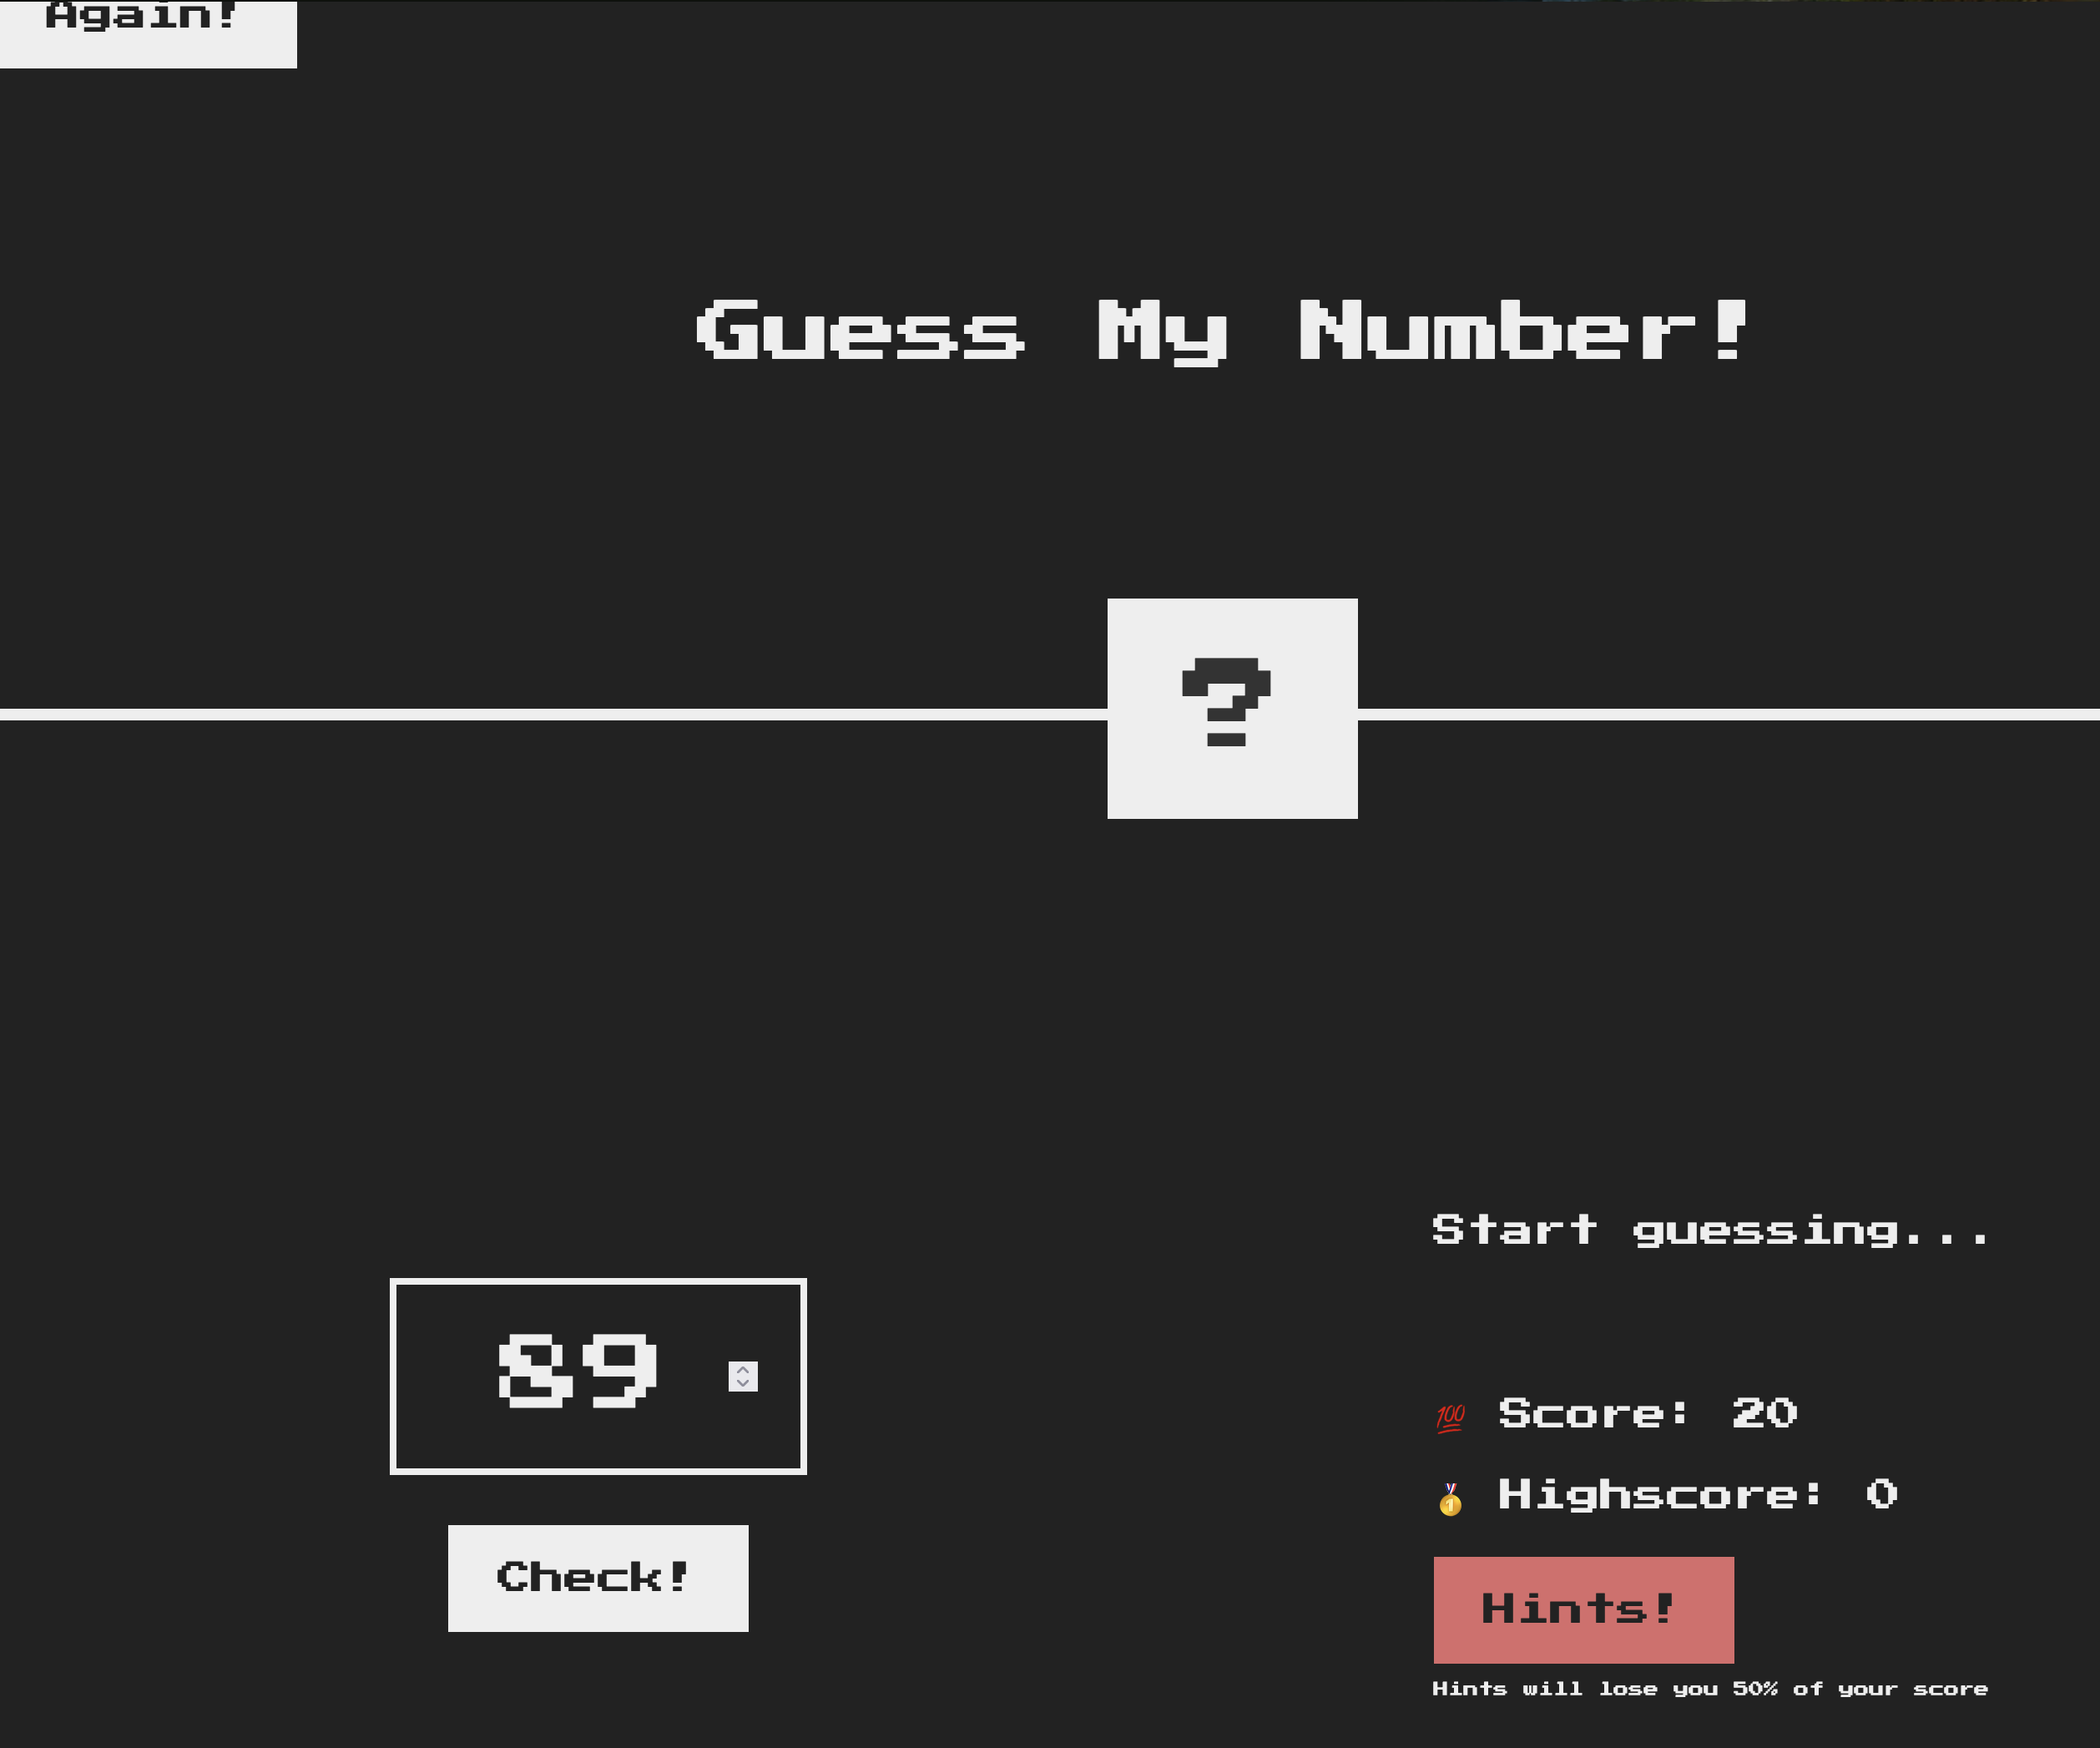 Again!
Guess My Number!
?
Start guessing...
89
💯 Score: 20
🥇 Highscore: 0
Check!
Hints!
Hints will lose you 50% of your score